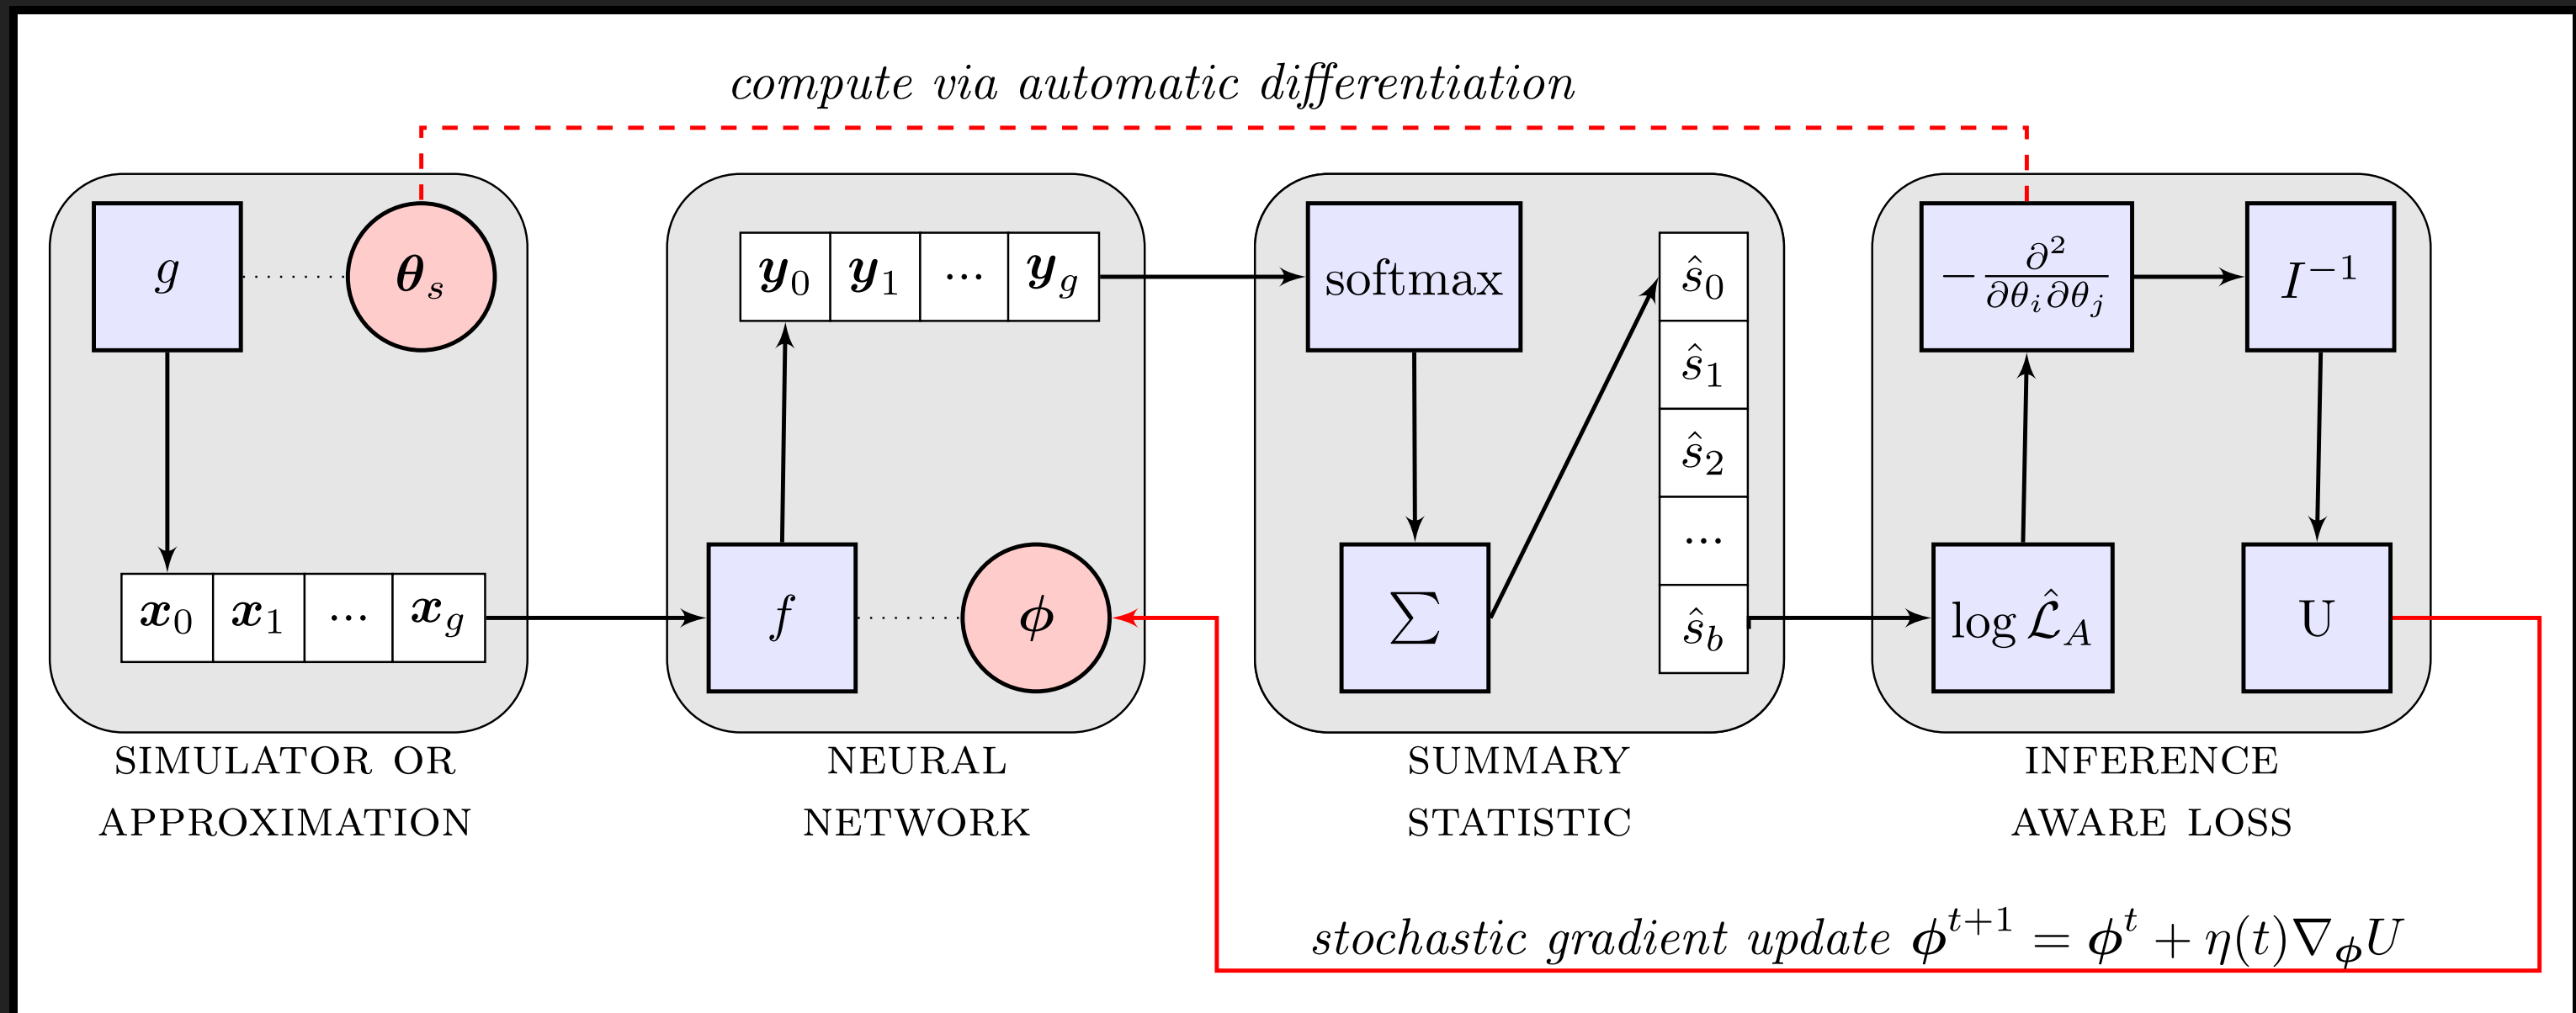 compute via automatic differentiation
g
θ_s
x_0 x_1 ... x_g
SIMULATOR OR
APPROXIMATION
y_0 y_1 ... y_g
f
ϕ
NEURAL
NETWORK
softmax
∑
ŝ_0
ŝ_1
ŝ_2
...
ŝ_b
SUMMARY
STATISTIC
−∂²/∂θ_i∂θ_j
I^{−1}
log ℒ̂_A
U
INFERENCE
AWARE LOSS
stochastic gradient update ϕ^{t+1} = ϕ^t + η(t)∇_ϕ U